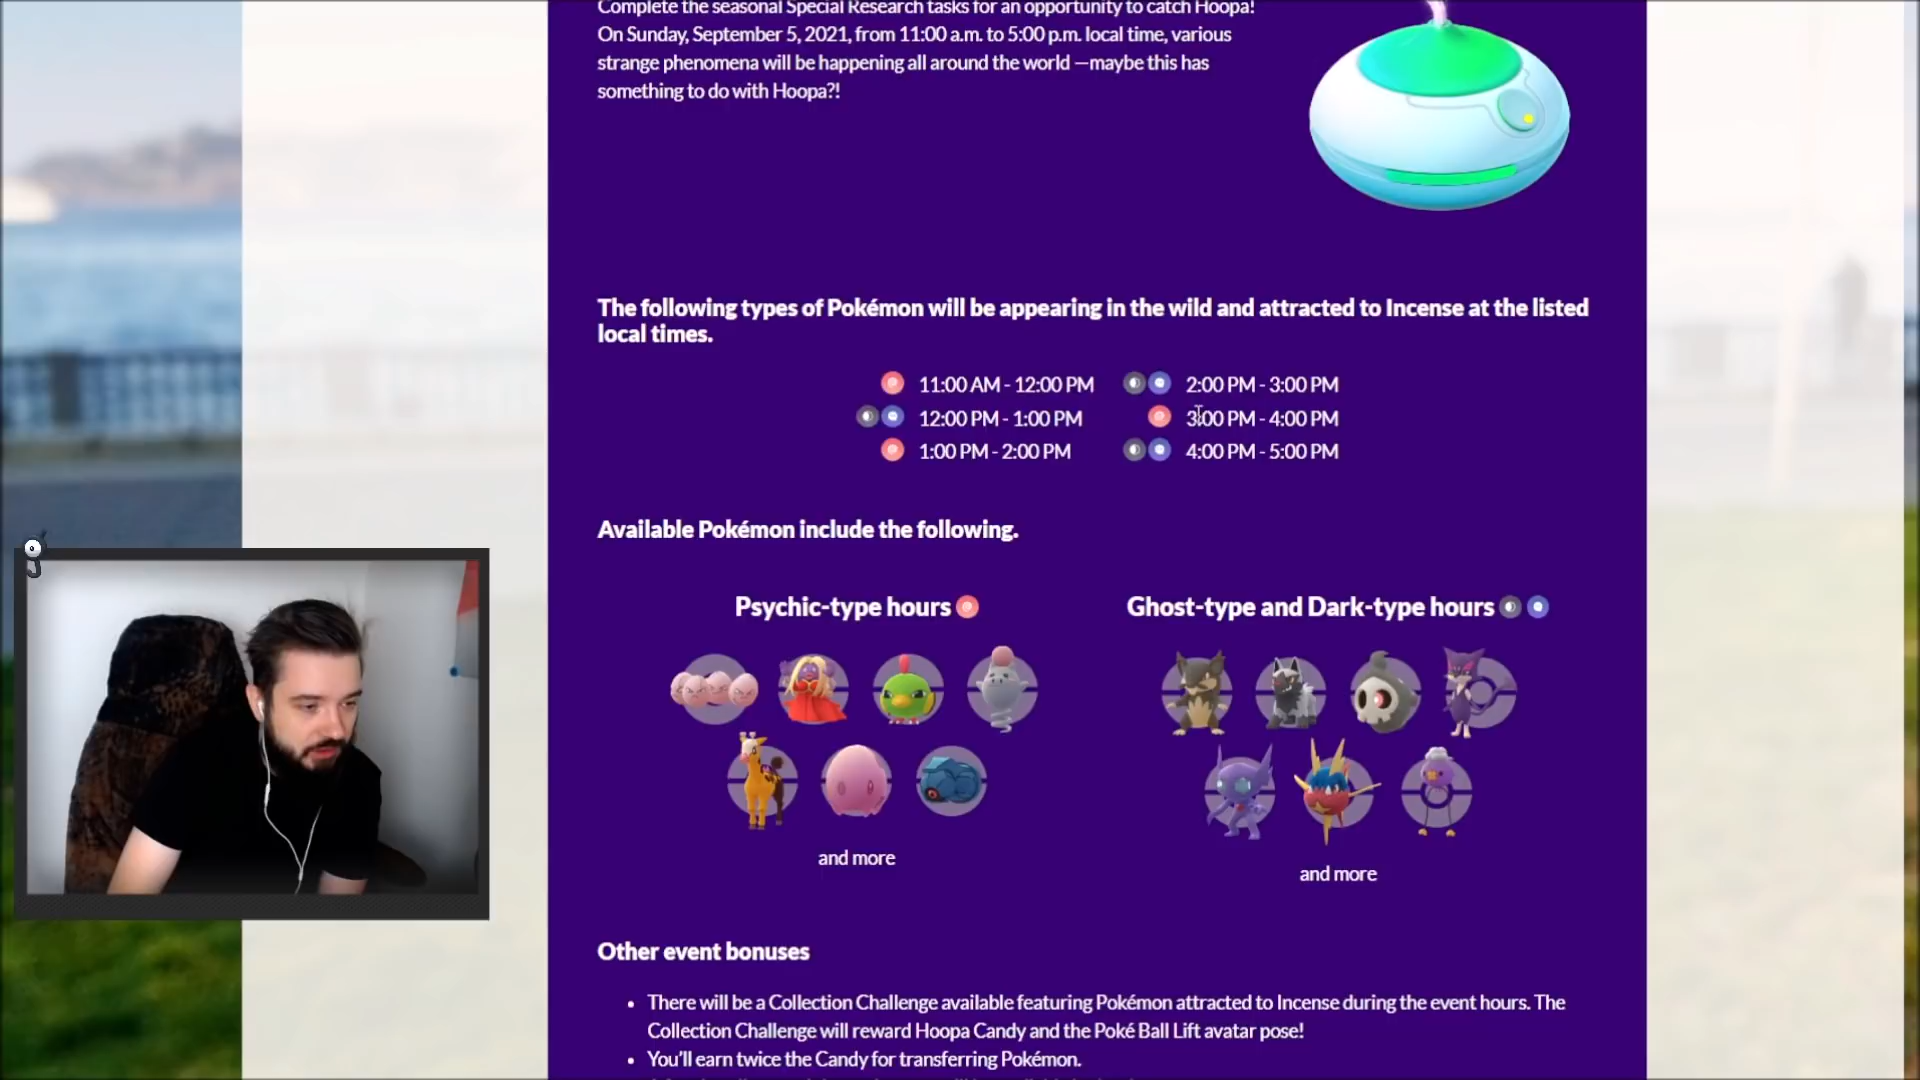 Complete the seasonal Special Research tasks for an opportunity to catch Hoopa!
On Sunday, September 5, 2021, from 11:00 a.m. to 5:00 p.m. local time, various
strange phenomena will be happening all around the world —maybe this has
something to do with Hoopa?!
The following types of Pokémon will be appearing in the wild and attracted to Incense at the listed
local times.
11:00 AM - 12:00 PM
12:00 PM - 1:00 PM
1:00 PM - 2:00 PM
2:00 PM - 3:00 PM
3:00 PM - 4:00 PM
4:00 PM - 5:00 PM
Available Pokémon include the following.
Psychic-type hours
and more
Ghost-type and Dark-type hours
and more
Other event bonuses
• There will be a Collection Challenge available featuring Pokémon attracted to Incense during the event hours. The
Collection Challenge will reward Hoopa Candy and the Poké Ball Lift avatar pose!
• You'll earn twice the Candy for transferring Pokémon.